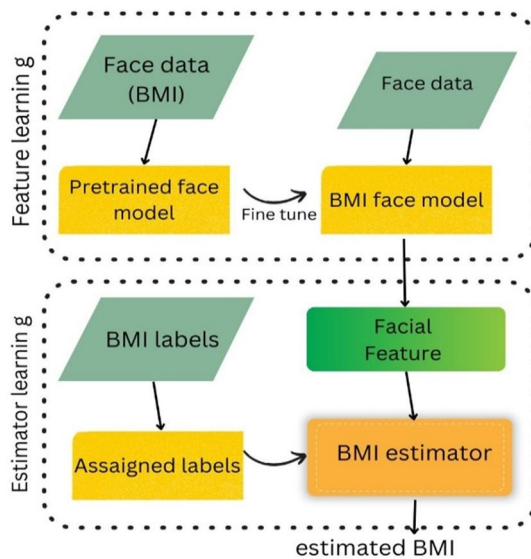 Feature learnin g
Face data
(BMI)
Face data
Pretrained face
model
Fine tune
BMI face model
Estimator learnin g
BMI labels
Facial
Feature
Assaigned labels
BMI estimator
estimated BMI